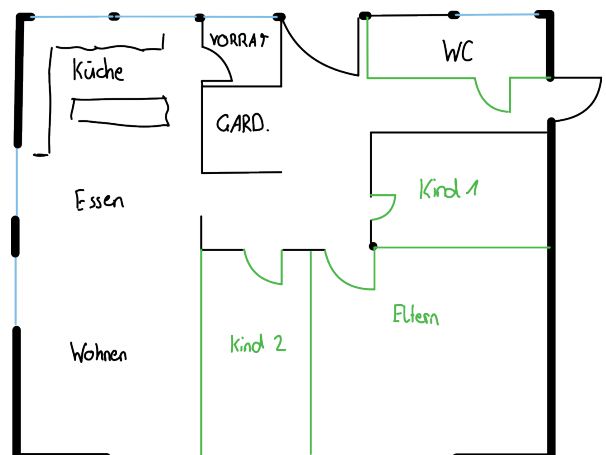 VORRAT
WC
Küche
GARD.
Kind 1
Essen
Eltern
Kind 2
Wohnen